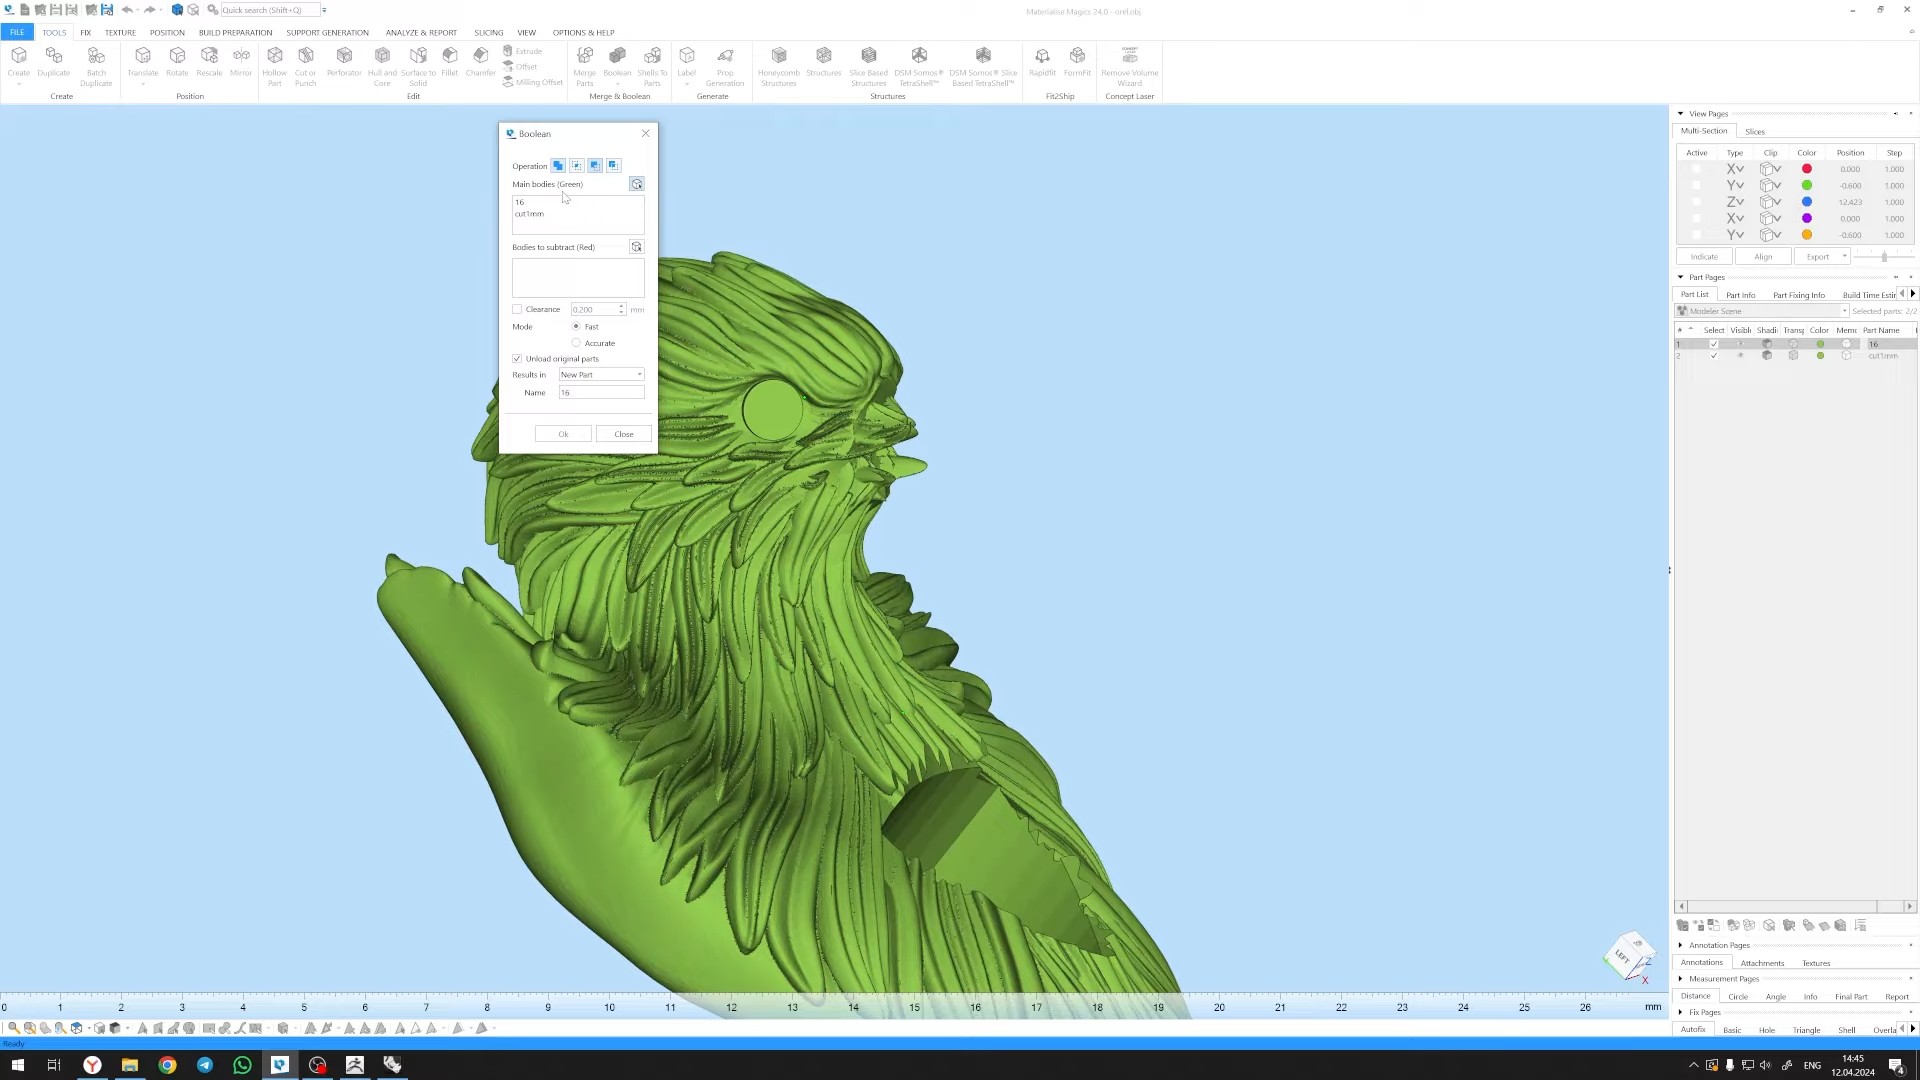 Quick search (Shift+Q)
Materialise Magics 24.0 - orel.obj
FILE TOOLS FIX TEXTURE POSITION BUILD PREPARATION SUPPORT GENERATION ANALYZE & REPORT SLICING VIEW OPTIONS & HELP
Create Duplicate Batch Duplicate Translate Rotate Rescale Mirror Hollow Part Cut or Punch Perforator Hull and Core Surface to Solid Fillet Chamfer Extrude Offset Milling Offset Merge Parts Boolean Shells To Parts Label Prop Generation Honeycomb Structures Structures Slice Based Structures DSM Somos® TetraShell™ DSM Somos® Slice Based TetraShell™ Rapidfit FormFit Remove Volume Wizard
Create Position Edit Merge & Boolean Generate Structures Fit2Ship Concept Laser
Boolean
Operation
Main bodies (Green)
16
cut1mm
Bodies to subtract (Red)
Clearance 0.200 mm
Mode Fast
Accurate
Unload original parts
Results in New Part
Name 16
Ok Close
View Pages
Multi-Section Slices
Active Type Clip Color Position Step
X 0.000 1.000
Y -0.600 1.000
Z 12.423 1.000
X 0.000 1.000
Y -0.600 1.000
Indicate Align Export
Part Pages
Part List Part Info Part Fixing Info Build Time Estir
Modeler Scene Selected parts: 2/2
# Select Visibl Shadi Transp Color Memo Part Name
1 16
2 cut1mm
LEFT
Z
X
Annotation Pages
Annotations Attachments Textures
Measurement Pages
Distance Circle Angle Info Final Part Report
Fix Pages
Autofix Basic Hole Triangle Shell Overla
0 1 2 3 4 5 6 7 8 9 10 11 12 13 14 15 16 17 18 19 20 21 22 23 24 25 26 mm
Ready
ENG
14:45
12.04.2024
4